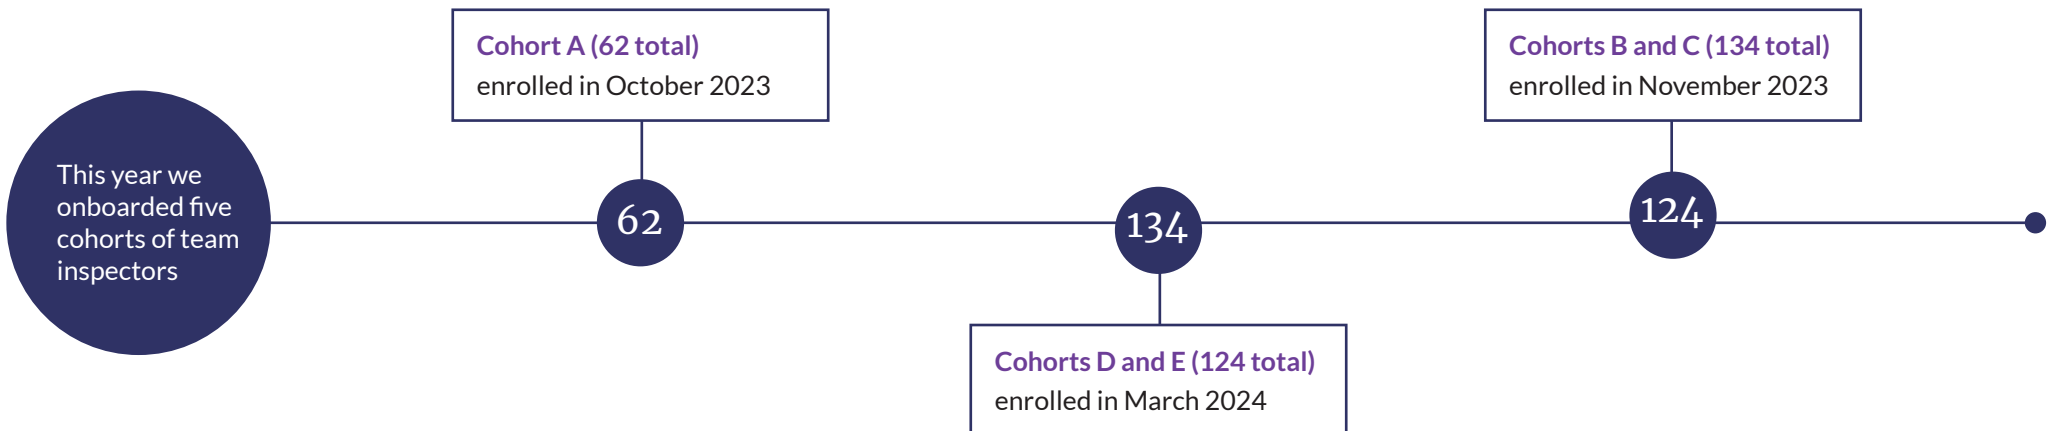 This year we
onboarded five
cohorts of team
inspectors
Cohort A (62 total)
enrolled in October 2023
62
134
Cohorts D and E (124 total)
enrolled in March 2024
Cohorts B and C (134 total)
enrolled in November 2023
124